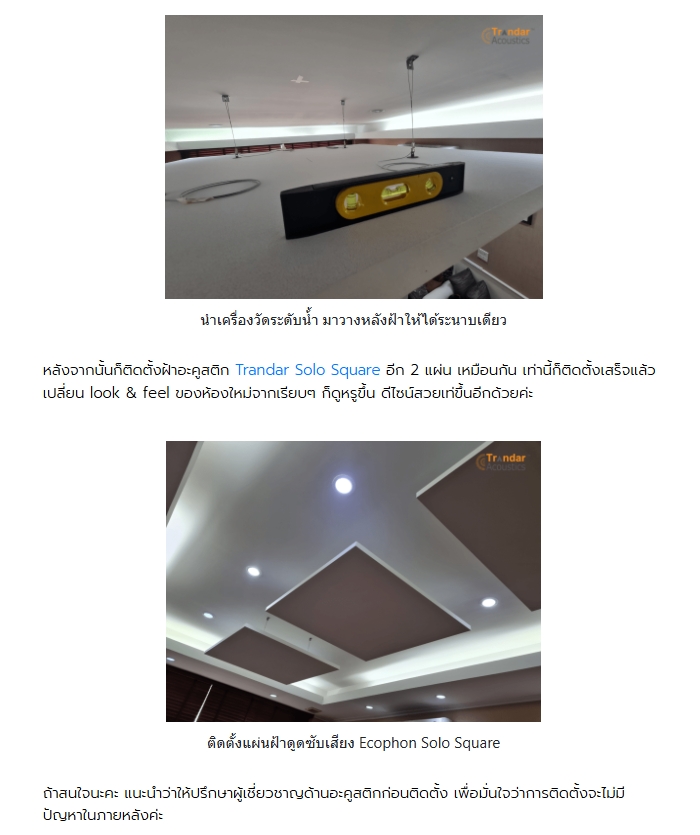 Trandar
Acoustics
นำเครื่องวัดระดับน้ำ มาวางหลังฝ้าให้ได้ระนาบเดียว
หลังจากนั้นก็ติดตั้งฝ้าอะคูสติก Trandar Solo Square อีก 2 แผ่น เหมือนกัน เท่านี้ก็ติดตั้งเสร็จแล้ว
เปลี่ยน look & feel ของห้องใหม่จากเรียบๆ ก็ดูหรูขึ้น ดีไซน์สวยเท่ขึ้นอีกด้วยค่ะ
Trandar
Acoustics
ติดตั้งแผ่นฝ้าดูดซับเสียง Ecophon Solo Square
ถ้าสนใจนะคะ แนะนำว่าให้ปรึกษาผู้เชี่ยวชาญด้านอะคูสติกก่อนติดตั้ง เพื่อมั่นใจว่าการติดตั้งจะไม่มี
ปัญหาในภายหลังค่ะ